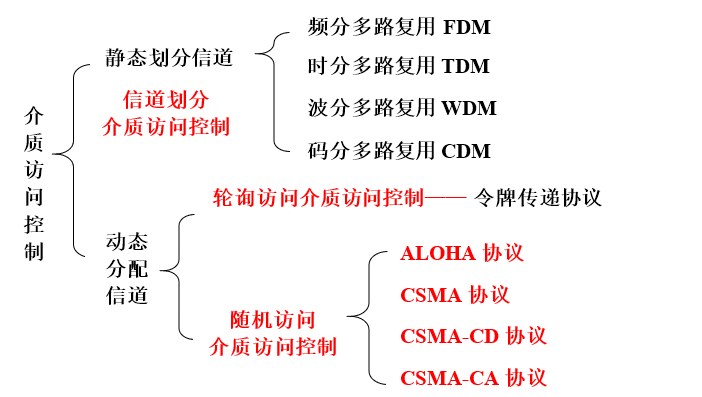 介质访问控制
静态划分信道
信道划分
介质访问控制
频分多路复用 FDM
时分多路复用 TDM
波分多路复用 WDM
码分多路复用 CDM
动态
分配
信道
轮询访问介质访问控制—— 令牌传递协议
随机访问
介质访问控制
ALOHA 协议
CSMA 协议
CSMA-CD 协议
CSMA-CA 协议